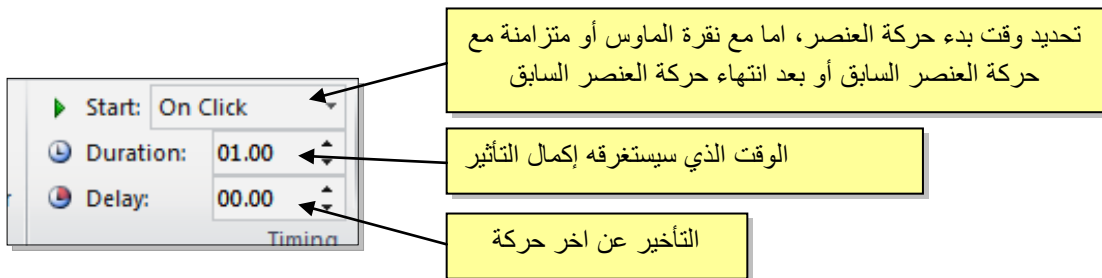 تحديد وقت بدء حركة العنصر، اما مع نقرة الماوس أو متزامنة مع
حركة العنصر السابق أو بعد انتهاء حركة العنصر السابق
Start: On Click
Duration: 01.00
الوقت الذي سيستغرقه إكمال التأثير
Delay: 00.00
التأخير عن اخر حركة
Timing